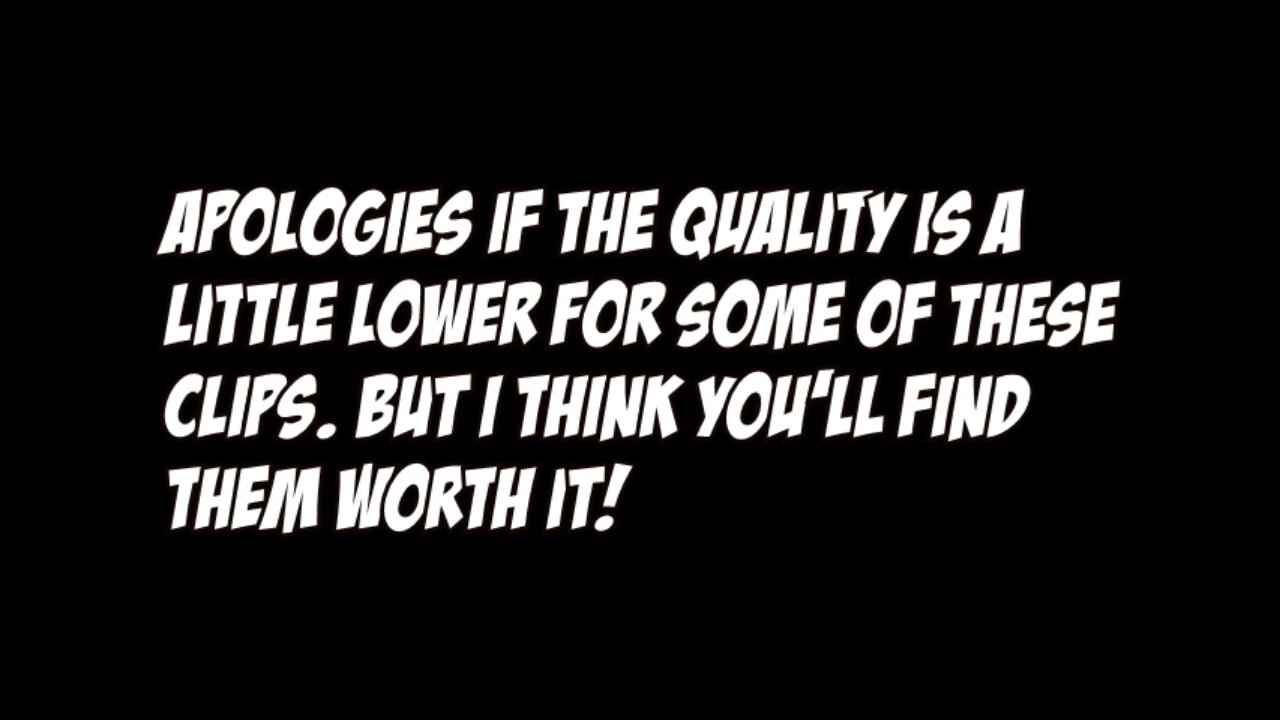 APOLOGIES IF THE QUALITY IS A
LITTLE LOWER FOR SOME OF THESE
CLIPS. BUT I THINK YOU'LL FIND
THEM WORTH IT!